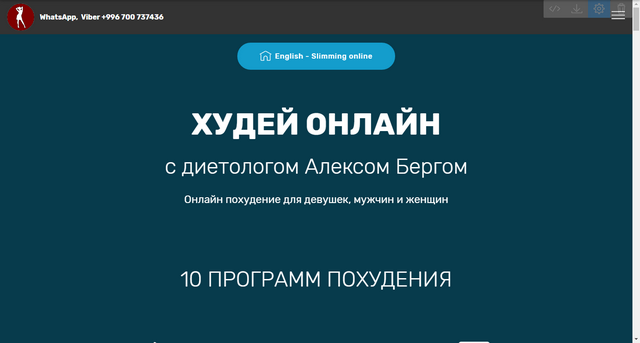 WhatsApp, Viber +996 700 737436
English - Slimming online
ХУДЕЙ ОНЛАЙН
с диетологом Алексом Бергом
Онлайн похудение для девушек, мужчин и женщин
10 ПРОГРАММ ПОХУДЕНИЯ